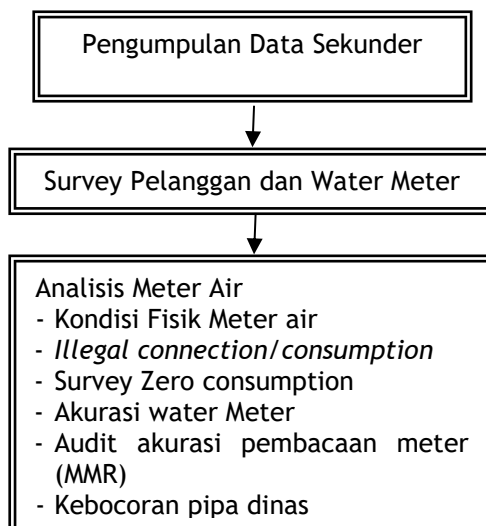 Pengumpulan Data Sekunder
Survey Pelanggan dan Water Meter
Analisis Meter Air
- Kondisi Fisik Meter air
- Illegal connection/consumption
- Survey Zero consumption
- Akurasi water Meter
- Audit akurasi pembacaan meter
(MMR)
- Kebocoran pipa dinas